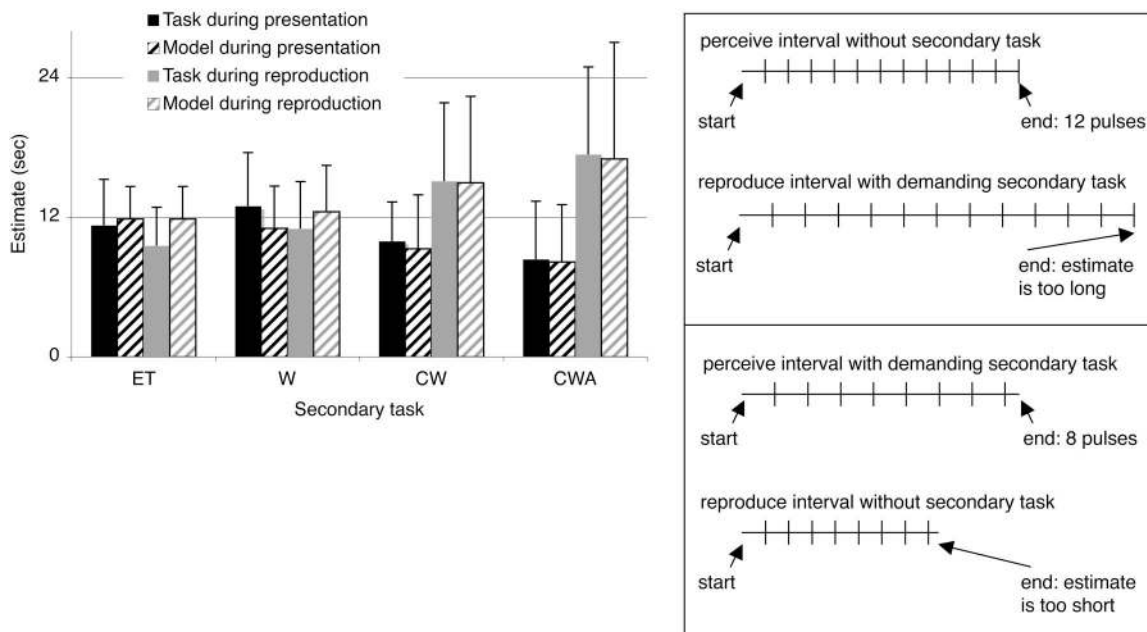 Task during presentation
Model during presentation
Task during reproduction
Model during reproduction
Estimate (sec)
24
12
0
ET W CW CWA
Secondary task
perceive interval without secondary task
start
end: 12 pulses
reproduce interval with demanding secondary task
start
end: estimate
is too long
perceive interval with demanding secondary task
start
end: 8 pulses
reproduce interval without secondary task
start
end: estimate
is too short